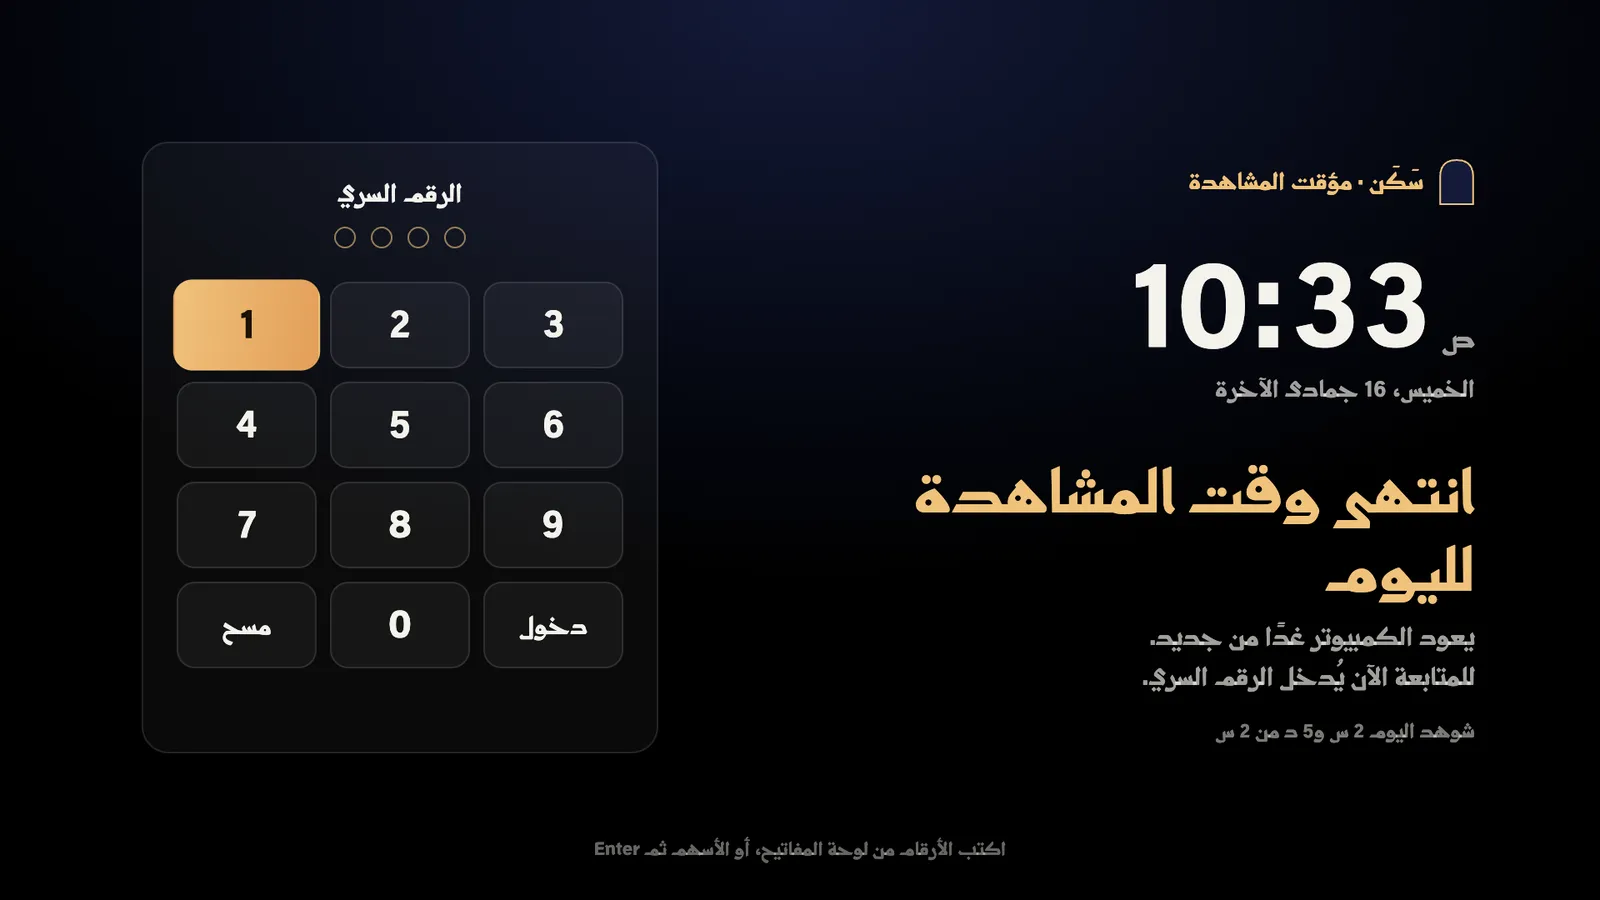 سَكَن · مؤقت المشاهدة
10:33 ص
الخميس، 16 جمادى الآخرة
انتهى وقت المشاهدة
لليوم
يعود الكمبيوتر غدًا من جديد.
للمتابعة الآن يُدخل الرقم السري.
شوهد اليوم 2 س و5 د من 2 س
الرقم السري
1 2 3
4 5 6
7 8 9
مسح 0 دخول
اكتب الأرقام من لوحة المفاتيح، أو الأسهم ثم Enter